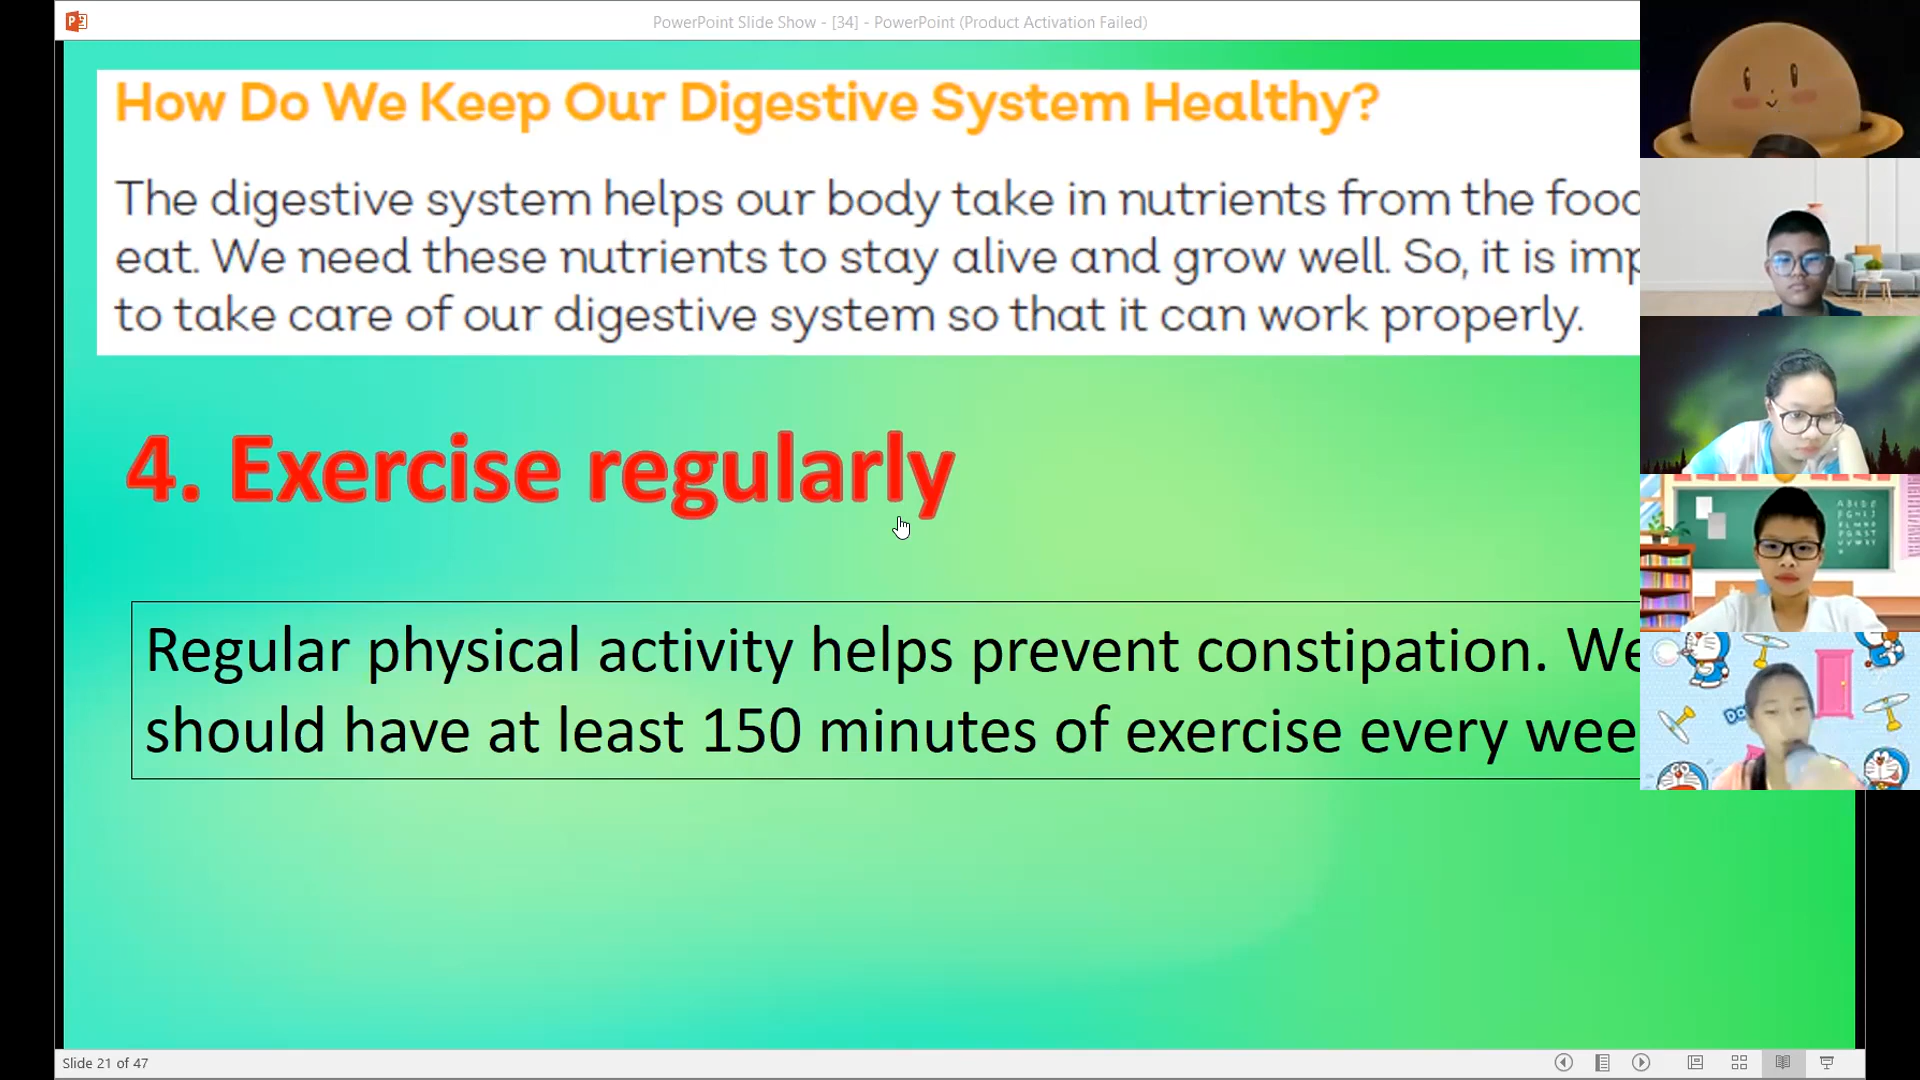 PowerPoint Slide Show - [34] - PowerPoint (Product Activation Failed)
How Do We Keep Our Digestive System Healthy?
The digestive system helps our body take in nutrients from the
eat. We need these nutrients to stay alive and grow well. So, it is
to take care of our digestive system so that it can work properly.
4. Exercise regularly
Regular physical activity helps prevent constipation. We
should have at least 150 minutes of exercise every
Slide 21 of 47